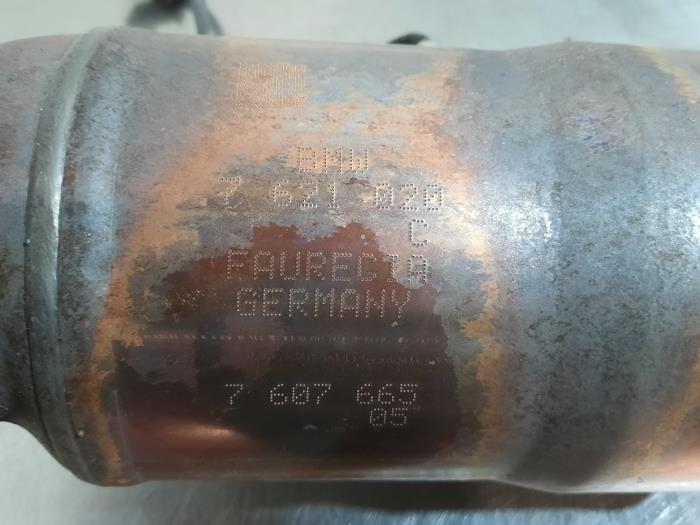 BMW
7 621 020
C
FAURECIA
GERMANY
7 607 665
05